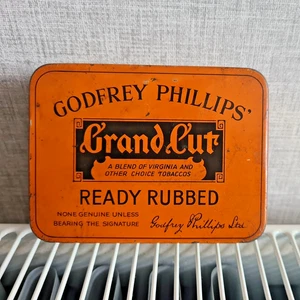 GODFREY PHILLIPS'
Grand Cut
A BLEND OF VIRGINIA AND
OTHER CHOICE TOBACCOS
READY RUBBED
NONE GENUINE UNLESS
BEARING THE SIGNATURE Godfrey Phillips Ltd.